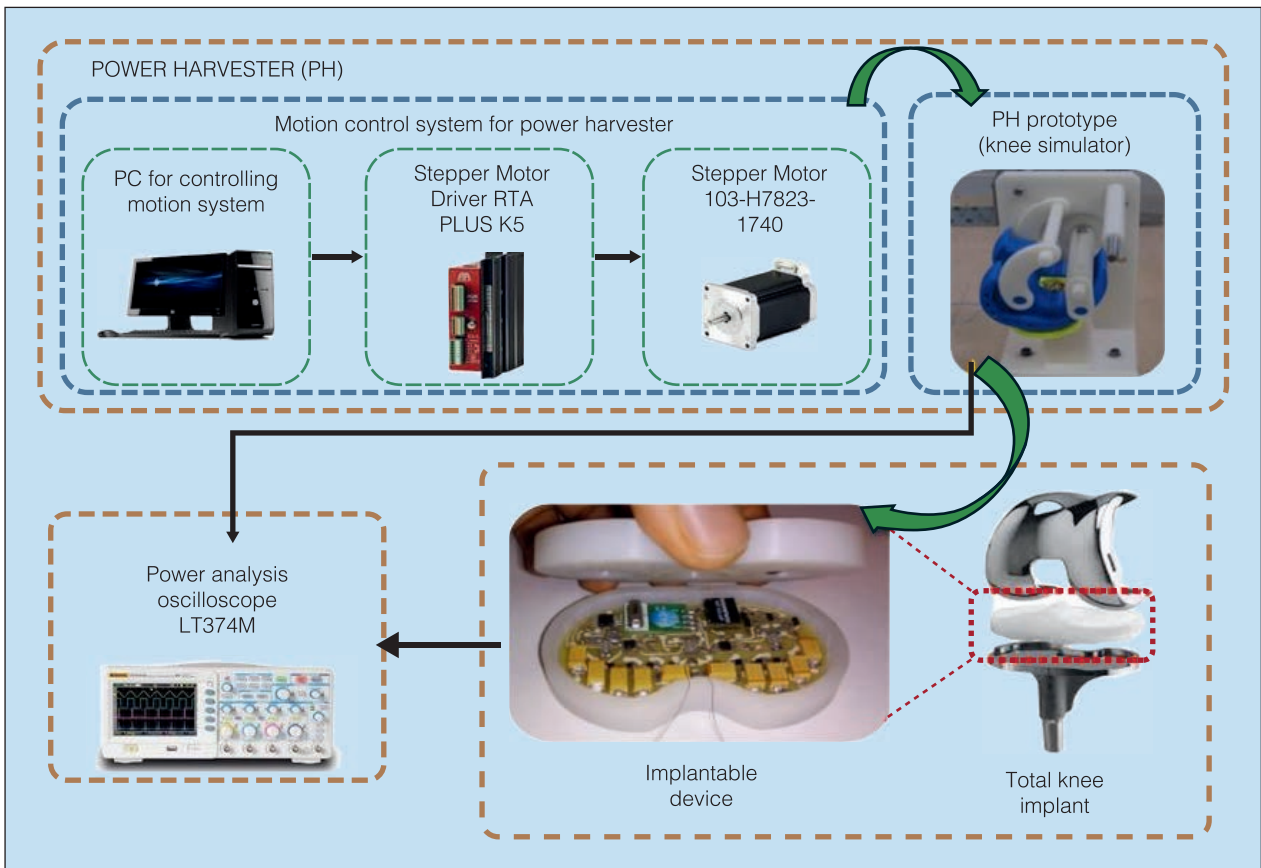 POWER HARVESTER (PH)
Motion control system for power harvester
PC for controlling
motion system
Stepper Motor
Driver RTA
PLUS K5
Stepper Motor
103-H7823-
1740
PH prototype
(knee simulator)
Power analysis
oscilloscope
LT374M
Implantable
device
Total knee
implant